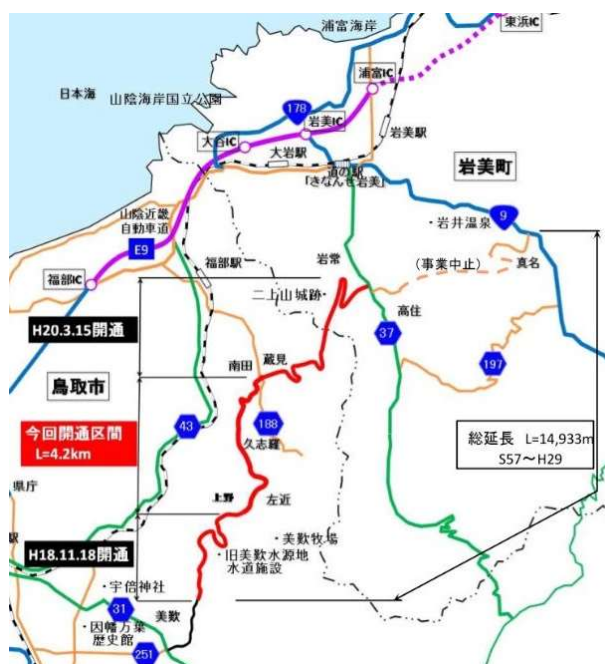 浦富海岸
東浜IC
日本海
山陰海岸国立公園
浦富IC
178
岩美IC
大谷IC
岩美駅
大岩駅
岩美町
道の駅
「きなんせ岩美」
山陰近畿
自動車道
E9
岩井温泉
9
福部IC
福部駅
岩常
(事業中止)
真名
二上山城跡
H20.3.15開通
高住
37
南田
蔵見
197
鳥取市
今回開通区間
L=4.2km
43
188
久志羅
総延長 L=14,933m
S57～H29
県庁
上野
左近
駅
H18.11.18開通
・美歎牧場
・旧美歎水源地
水道施設
・宇倍神社
31
美歎
・因幡万葉
歴史館
251